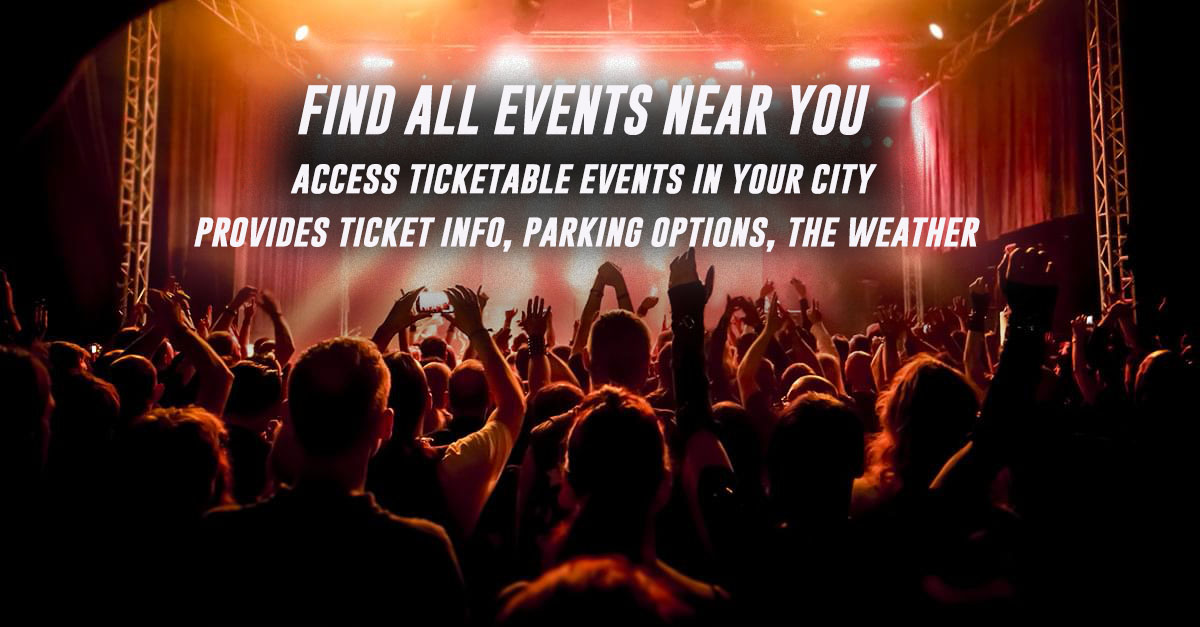 FIND ALL EVENTS NEAR YOU
ACCESS TICKETABLE EVENTS IN YOUR CITY
PROVIDES TICKET INFO, PARKING OPTIONS, THE WEATHER